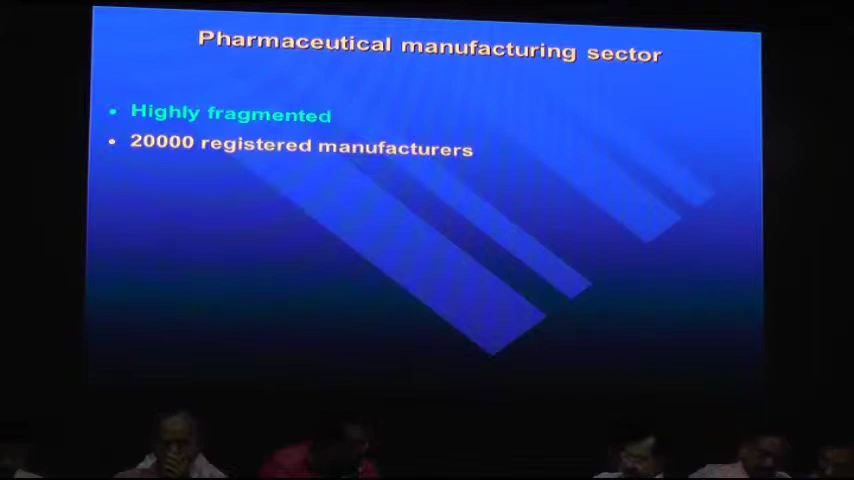 Pharmaceutical manufacturing sector
• Highly fragmented
• 20000 registered manufacturers